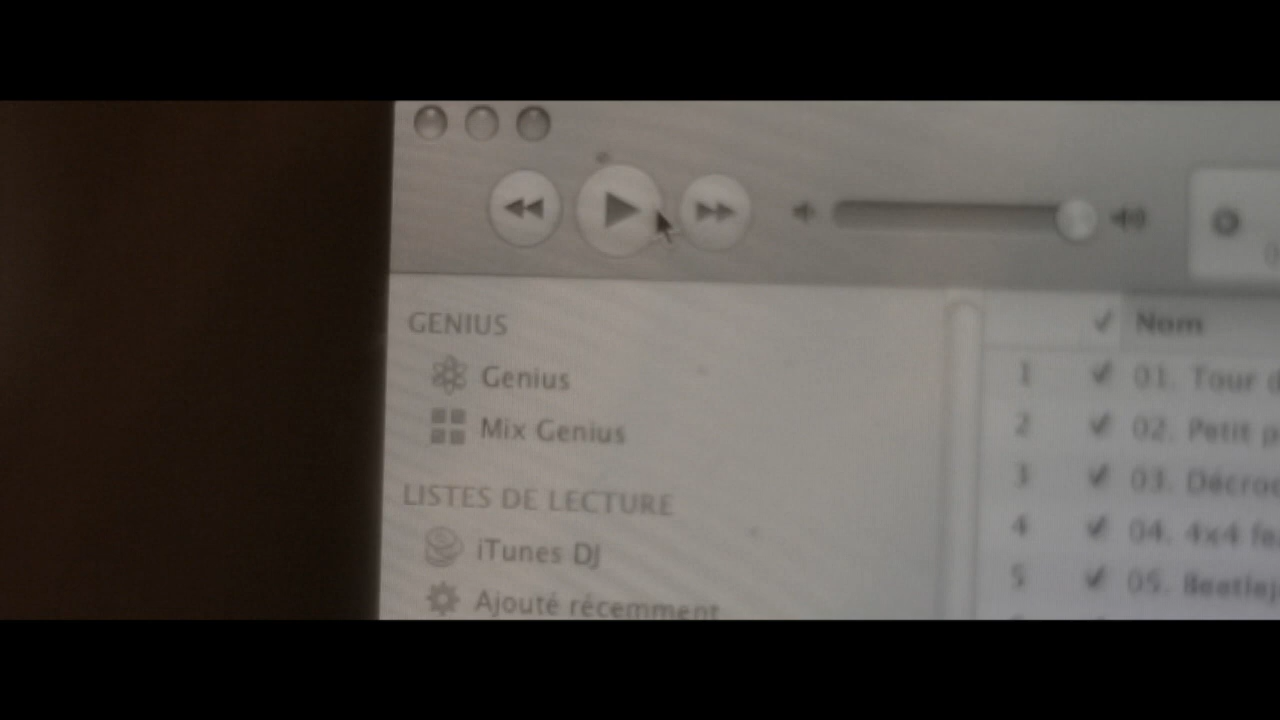 GENIUS
Genius
Mix Genius
LISTES DE LECTURE
iTunes DJ
Ajouté récemment
Nom
1 01. Tour
2 02. Petit
3 03.
4 04. 4x4
5 05.